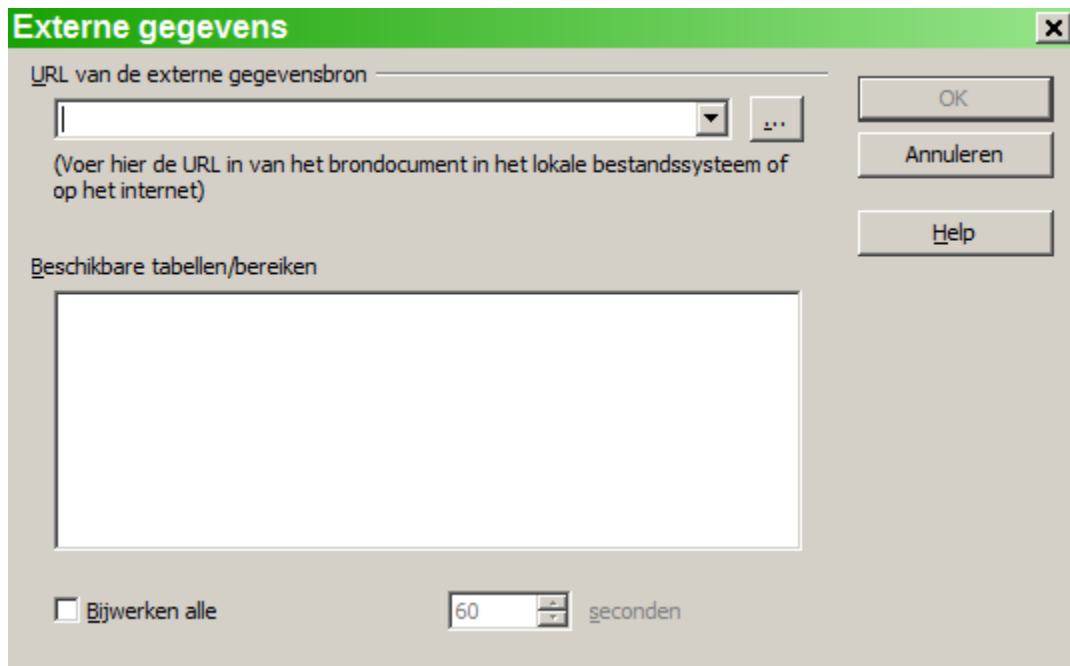 Externe gegevens
URL van de externe gegevensbron
...
(Voer hier de URL in van het brondocument in het lokale bestandssysteem of
op het internet)
OK
Annuleren
Help
Beschikbare tabellen/bereiken
Bijwerken alle
60
seconden